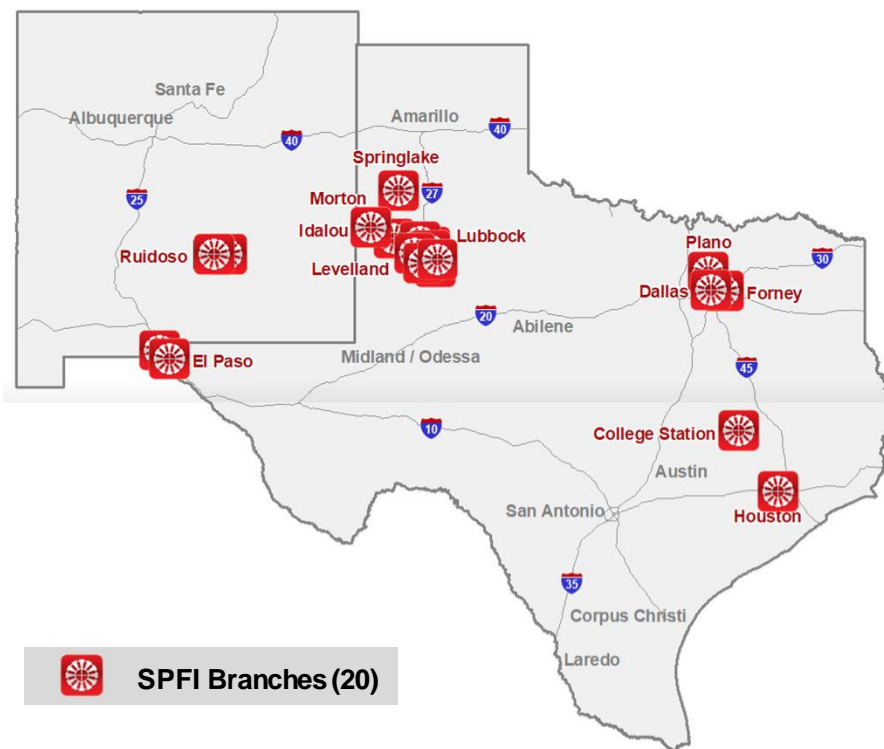 Santa Fe
Albuquerque
Amarillo
40
40
Springlake
25
Morton
27
Idalou
Lubbock
Ruidoso
Levelland
Plano
30
Dallas
Forney
20
Abilene
Midland / Odessa
El Paso
45
10
College Station
Austin
San Antonio
Houston
35
Corpus Christi
Laredo
SPFI Branches (20)